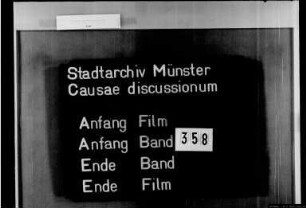 Stadtarchiv Münster
Causae discussionum
Anfang Film
Anfang Band 358
Ende Band
Ende Film